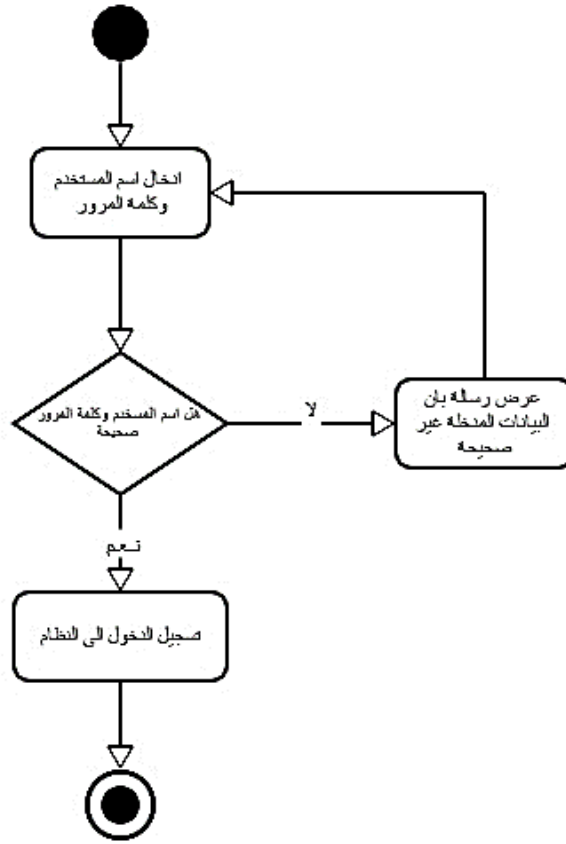 ادخال اسم المستخدم
وكلمة المرور
هل اسم المسخدم وكلمة المرور
صحيحة
لا
عرض رسالة بان
البيانات المدخلة غير
صحيحة
نعم
تسجيل الدخول الى النظام